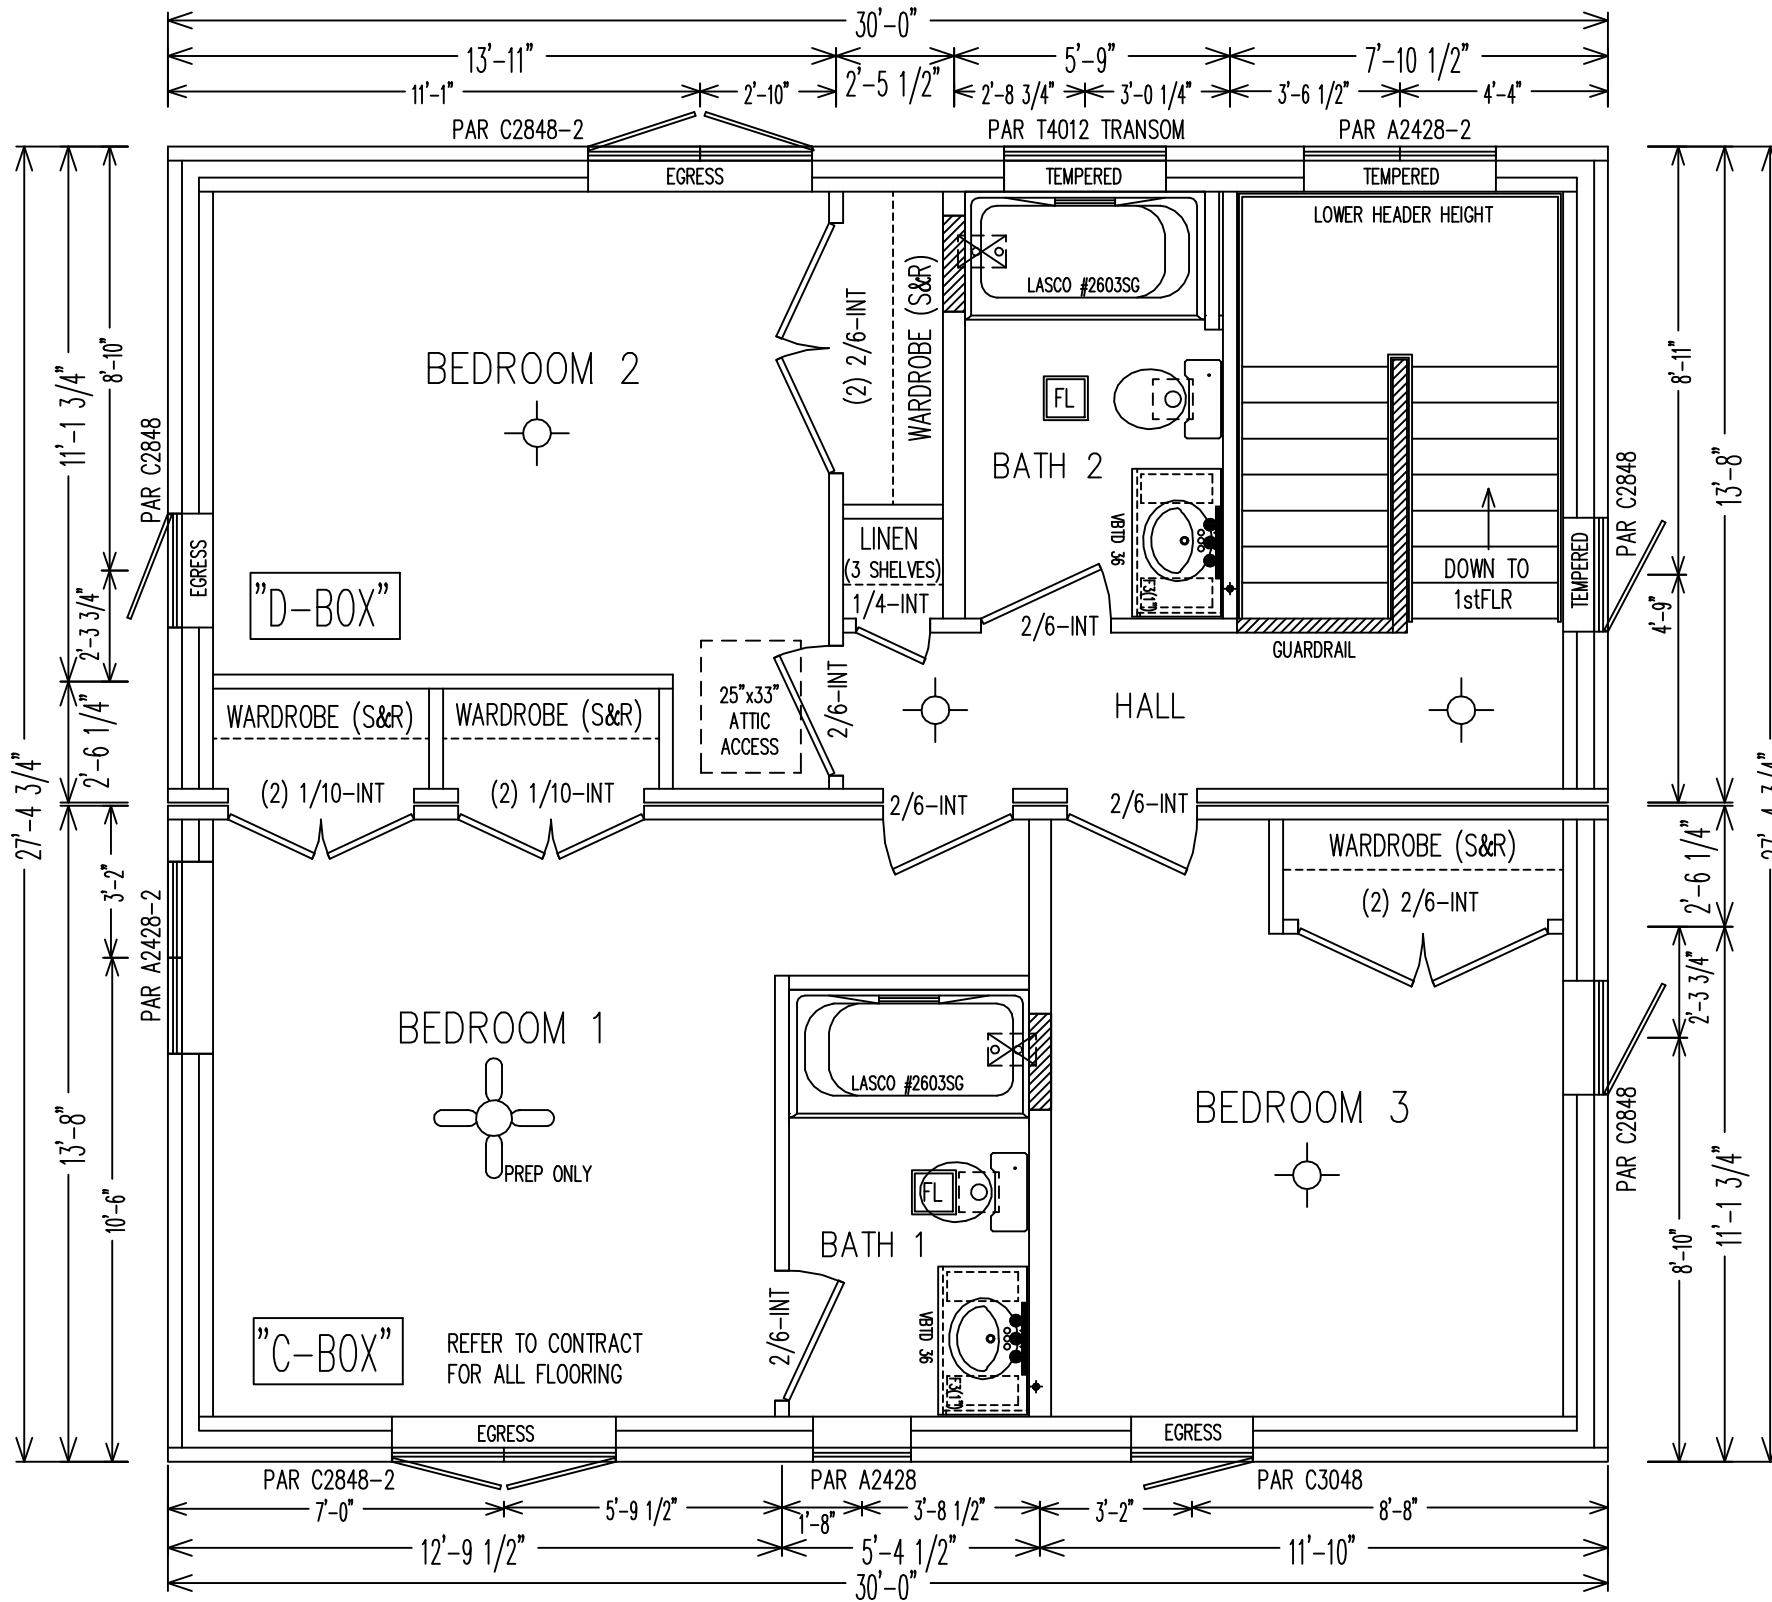 30'-0"
13'-11"
2'-5 1/2"
5'-9"
7'-10 1/2"
11'-1"
2'-10"
2'-8 3/4"
3'-0 1/4"
3'-6 1/2"
4'-4"
PAR C2848-2
PAR T4012 TRANSOM
PAR A2428-2
EGRESS
TEMPERED
TEMPERED
LOWER HEADER HEIGHT
LASCO #2603SG
(2) 2/6-INT
WARDROBE (S&R)
BEDROOM 2
FL
BATH 2
VBTD 36
F3(1")
LINEN
(3 SHELVES)
1/4-INT
2/6-INT
DOWN TO
1stFLR
GUARDRAIL
TEMPERED
PAR C2848
PAR C2848
EGRESS
"D-BOX"
8'-10"
11'-1 3/4"
2'-3 3/4"
2'-6 1/4"
27'-4 3/4"
8'-11"
13'-8"
4'-9"
27'-4 3/4"
25"x33"
ATTIC
ACCESS
2/6-INT
HALL
WARDROBE (S&R)
WARDROBE (S&R)
(2) 1/10-INT
(2) 1/10-INT
2/6-INT
2/6-INT
WARDROBE (S&R)
(2) 2/6-INT
3'-2"
PAR A2428-2
13'-8"
10'-6"
2'-6 1/4"
2'-3 3/4"
11'-1 3/4"
8'-10"
PAR C2848
BEDROOM 1
PREP ONLY
LASCO #2603SG
BEDROOM 3
FL
BATH 1
2/6-INT
VBTD 36
F3(1")
"C-BOX"
REFER TO CONTRACT
FOR ALL FLOORING
EGRESS
EGRESS
PAR C2848-2
PAR A2428
PAR C3048
7'-0"
5'-9 1/2"
1'-8"
3'-8 1/2"
3'-2"
8'-8"
12'-9 1/2"
5'-4 1/2"
11'-10"
30'-0"